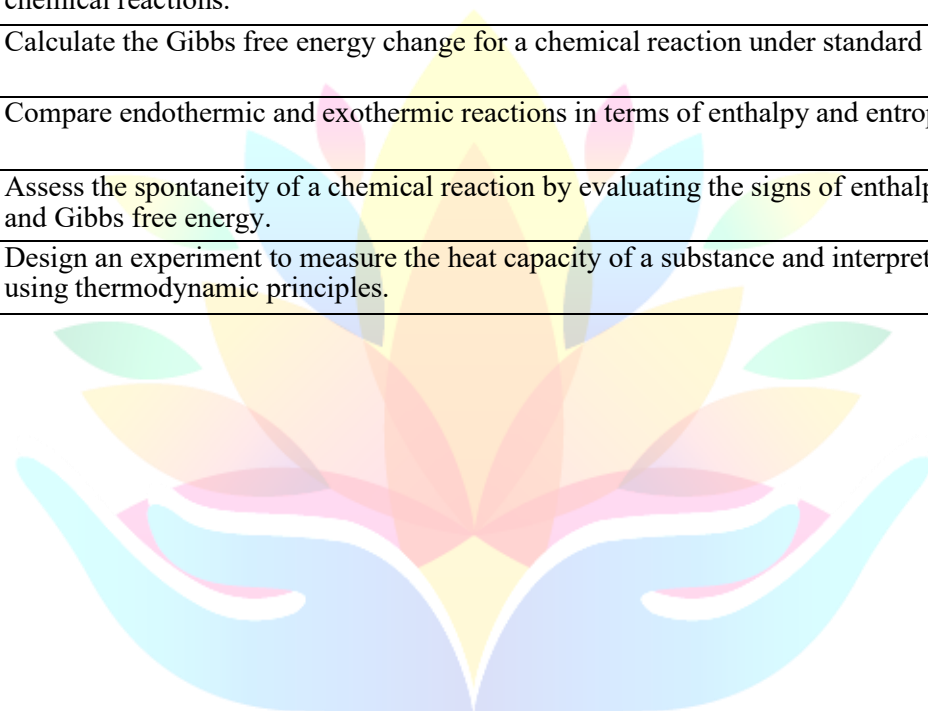 chemical reactions.
Calculate the Gibbs free energy change for a chemical reaction under standard
Compare endothermic and exothermic reactions in terms of enthalpy and
Assess the spontaneity of a chemical reaction by evaluating the signs of
and Gibbs free energy.
Design an experiment to measure the heat capacity of a substance and interpret
using thermodynamic principles.